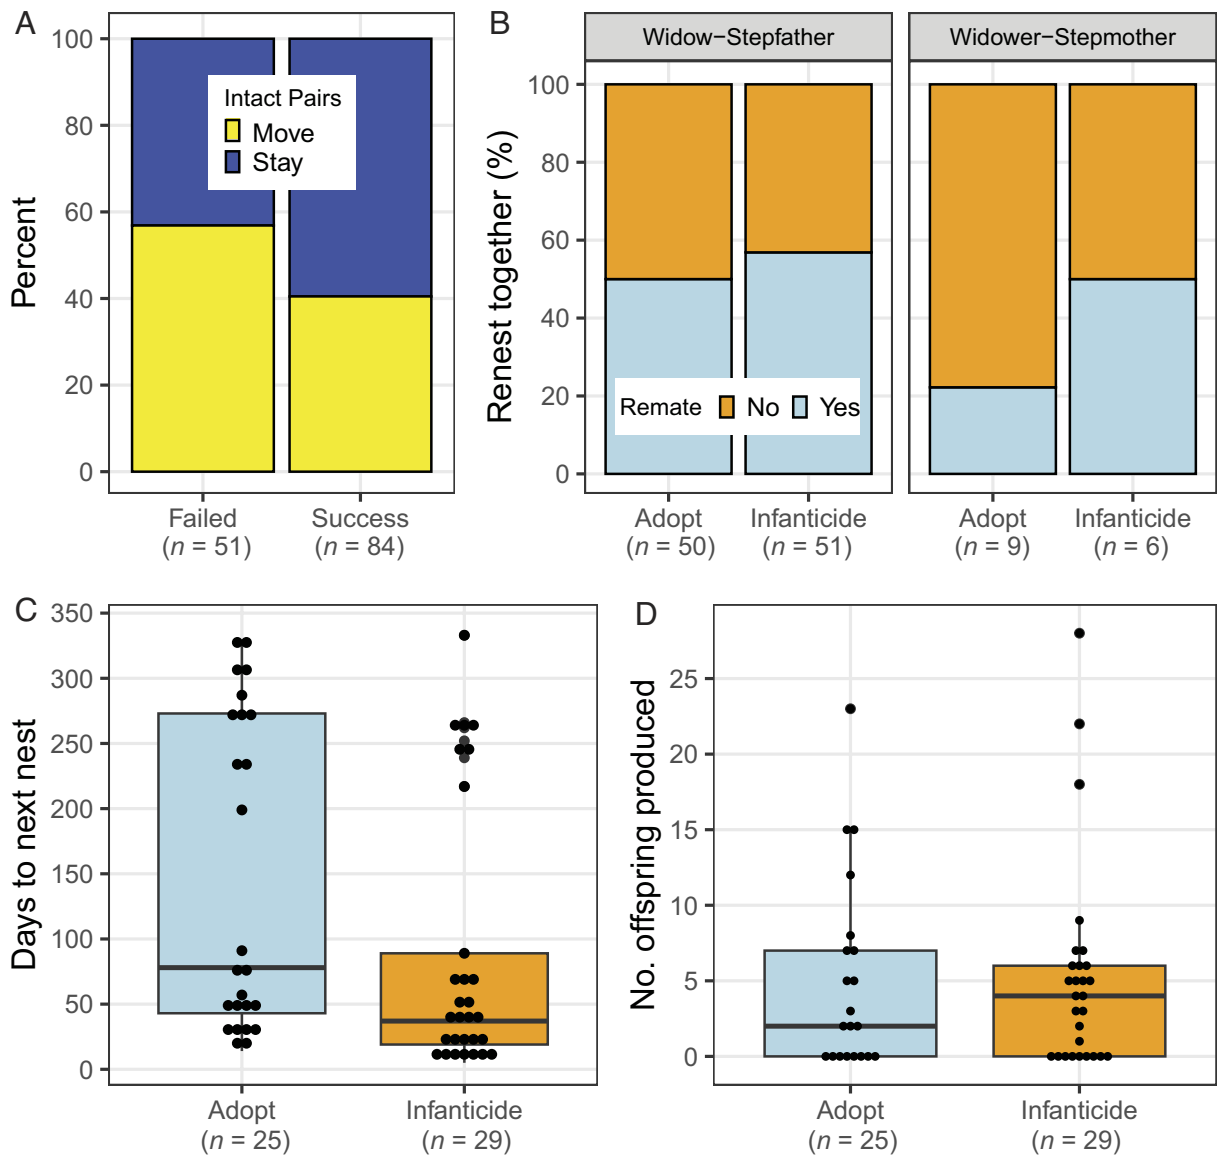 A
Percent
100
80
60
40
20
0
Intact Pairs
Move
Stay
Failed
(n = 51)
Success
(n = 84)
B
Renest together (%)
Widow−Stepfather
Widower−Stepmother
100
80
60
40
20
0
Remate No Yes
Adopt
(n = 50)
Infanticide
(n = 51)
Adopt
(n = 9)
Infanticide
(n = 6)
C
Days to next nest
350
300
250
200
150
100
50
0
Adopt
(n = 25)
Infanticide
(n = 29)
D
No. offspring produced
25
20
15
10
5
0
Adopt
(n = 25)
Infanticide
(n = 29)